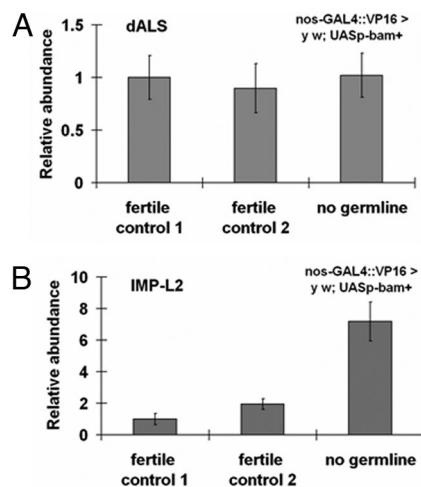 A
dALS
nos-GAL4::VP16 >
y w; UASp-bam+
Relative abundance
1.5
1
0.5
0
fertile
control 1
fertile
control 2
no germline
B
IMP-L2
nos-GAL4::VP16 >
y w; UASp-bam+
Relative abundance
10
8
6
4
2
0
fertile
control 1
fertile
control 2
no germline